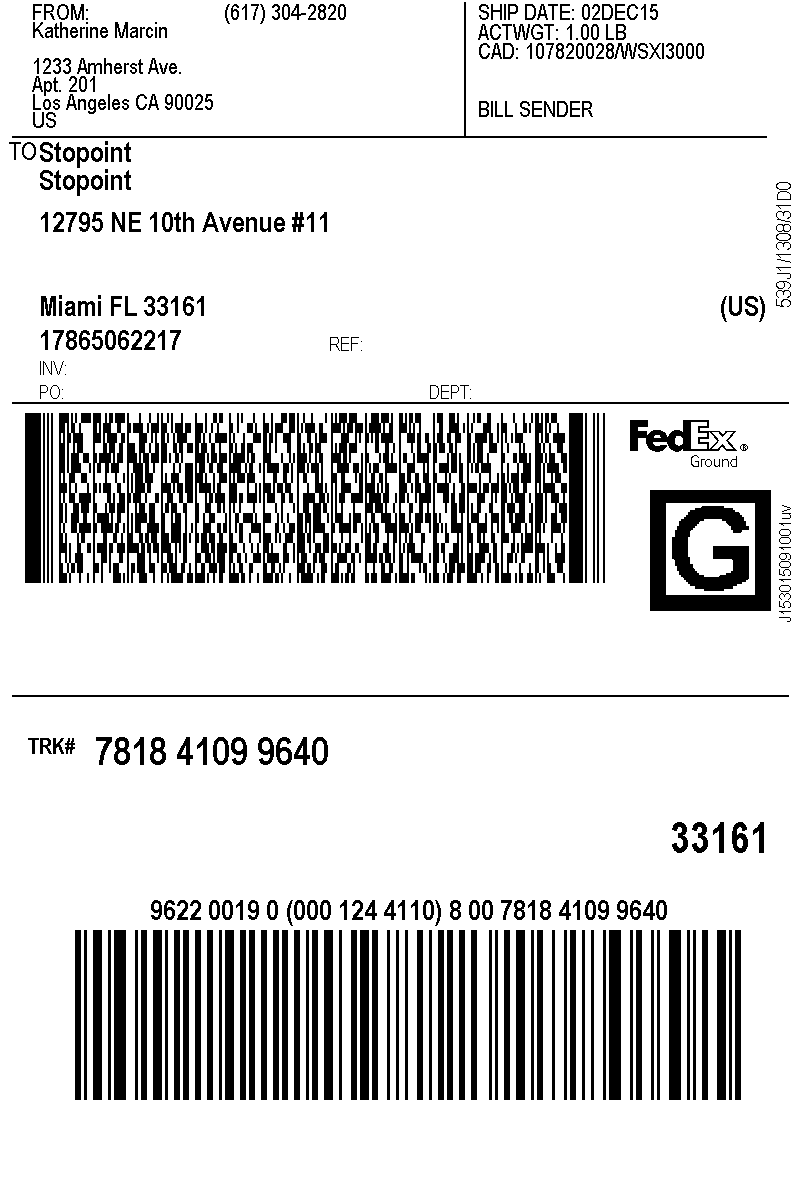 FROM: (617) 304-2820
Katherine Marcin
1233 Amherst Ave.
Apt. 201
Los Angeles CA 90025
US
SHIP DATE: 02DEC15
ACTWGT: 1.00 LB
CAD: 107820028/WSXI3000
BILL SENDER
TO Stopoint
Stopoint
12795 NE 10th Avenue #11
Miami FL 33161 (US)
17865062217 REF:
INV:
PO: DEPT:
539J1/1308/31D0
FedEx®
Ground
G
J153015091001uv
TRK# 7818 4109 9640
33161
9622 0019 0 (000 124 4110) 8 00 7818 4109 9640